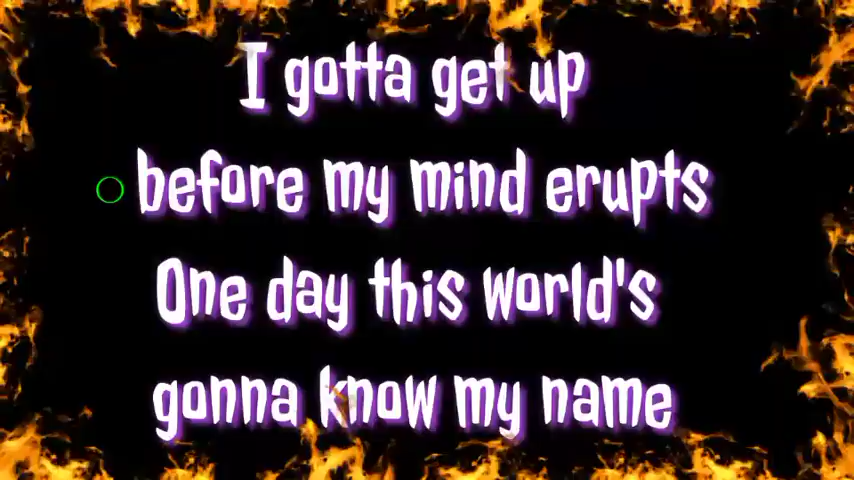 I gotta get up
before my mind erupts
One day this world's
gonna know my name